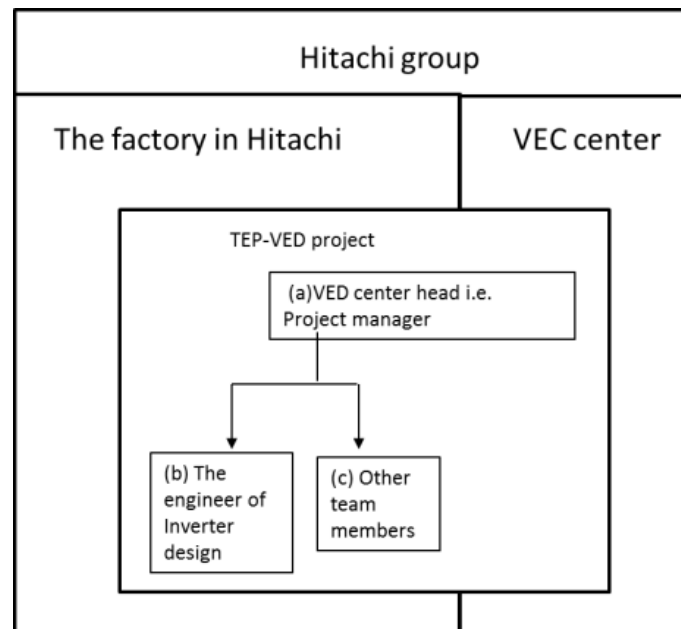 Hitachi group
The factory in Hitachi
VEC center
TEP-VED project
(a)VED center head i.e.
Project manager
(b) The
engineer of
Inverter
design
(c) Other
team
members